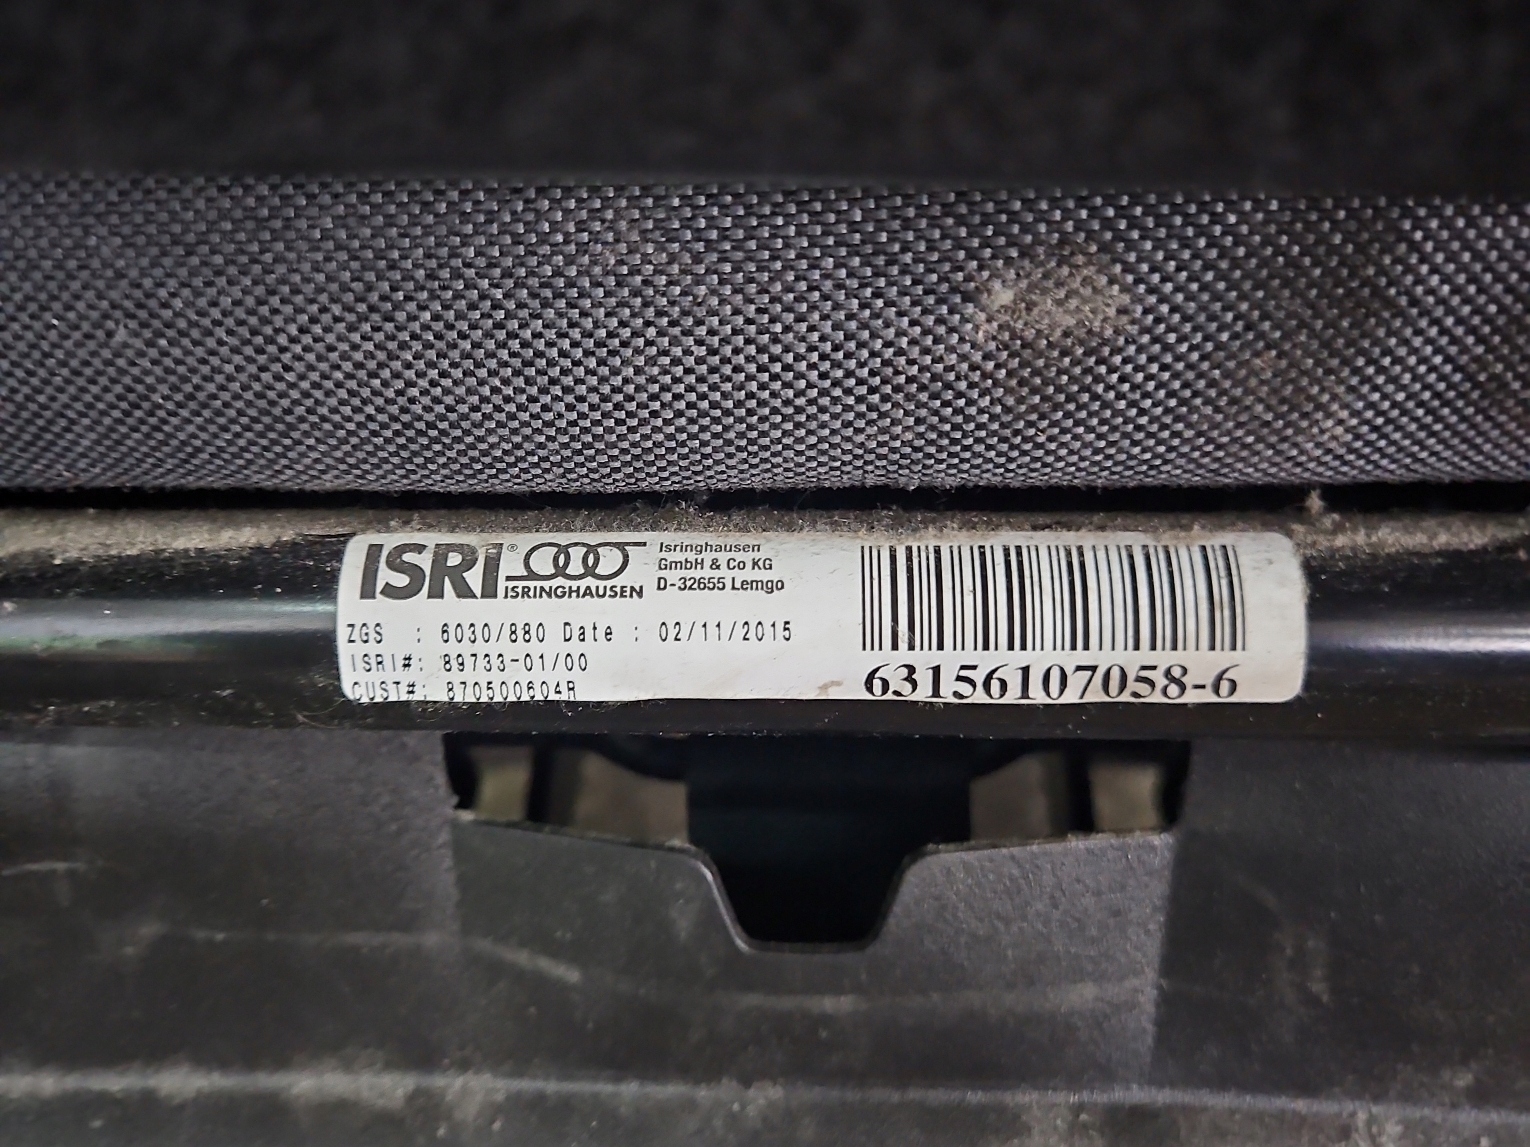 ISRI® ISRINGHAUSEN
Isringhausen
GmbH & Co KG
D-32655 Lemgo
ZGS : 6030/880 Date : 02/11/2015
ISRI#: 89733-01/00
CUST#: 870500604R
63156107058-6